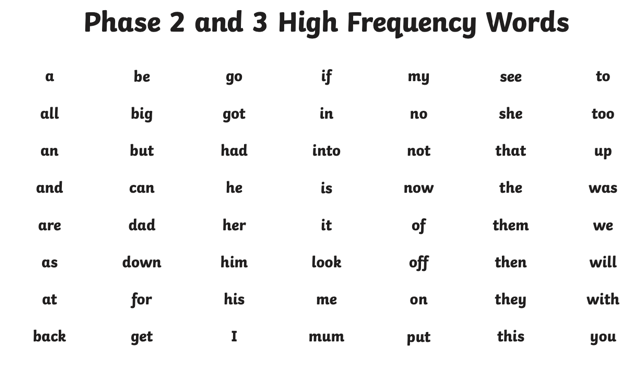 Phase 2 and 3 High Frequency Words
a be go if my see to
all big got in no she too
an but had into not that up
and can he is now the was
are dad her it of them we
as down him look off then will
at for his me on they with
back get I mum put this you